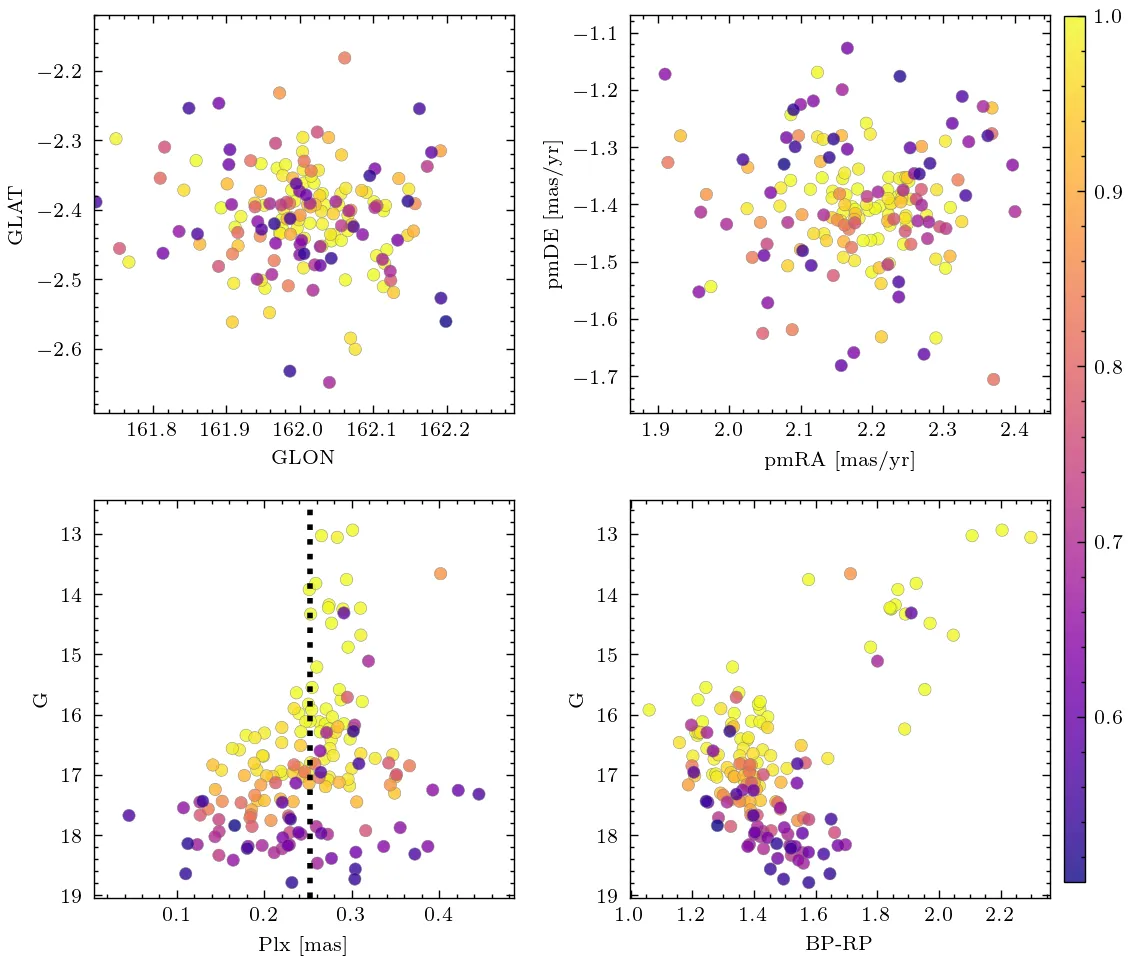 −2.2
−2.3
−2.4
−2.5
−2.6
GLAT
161.8 161.9 162.0 162.1 162.2
GLON
−1.1
−1.2
−1.3
−1.4
−1.5
−1.6
−1.7
pmDE [mas/yr]
1.9 2.0 2.1 2.2 2.3 2.4
pmRA [mas/yr]
1.0
0.9
0.8
0.7
0.6
13
14
15
16
17
18
19
G
0.1 0.2 0.3 0.4
Plx [mas]
13
14
15
16
17
18
19
G
1.0 1.2 1.4 1.6 1.8 2.0 2.2
BP-RP